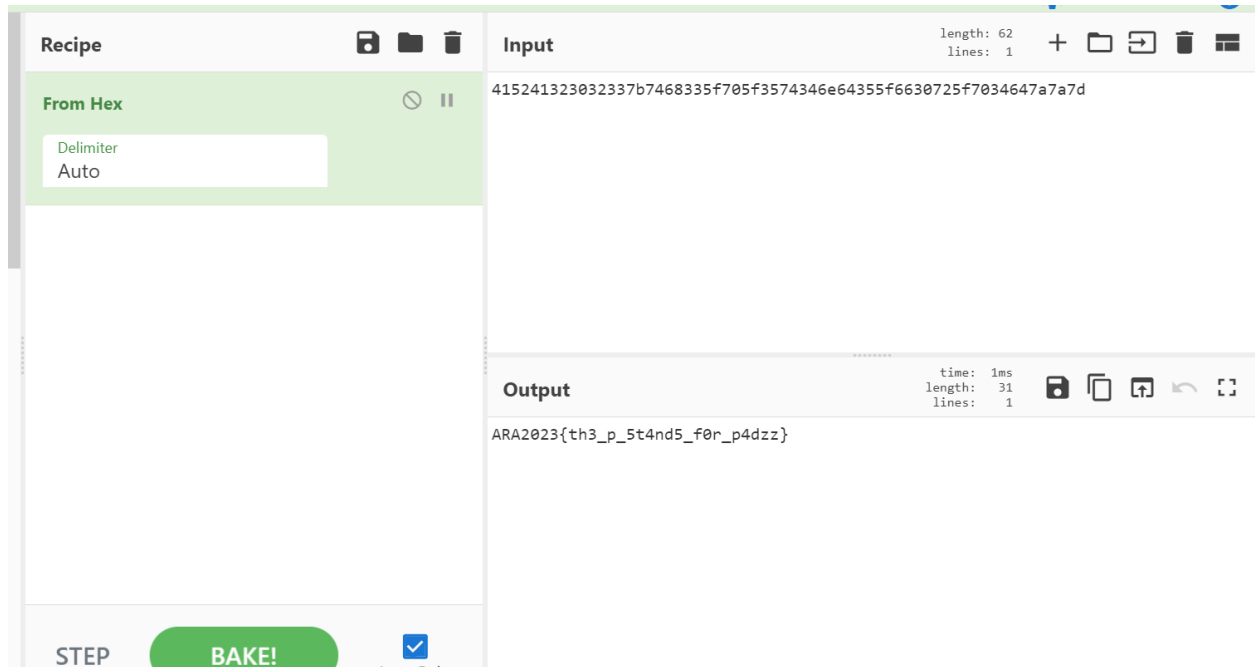 Recipe
From Hex
Delimiter
Auto
STEP
BAKE!
Input
length: 62
lines: 1
415241323032337b7468335f705f3574346e64355f6630725f7034647a7a7d
Output
time: 1ms
length: 31
lines: 1
ARA2023{th3_p_5t4nd5_f0r_p4dzz}